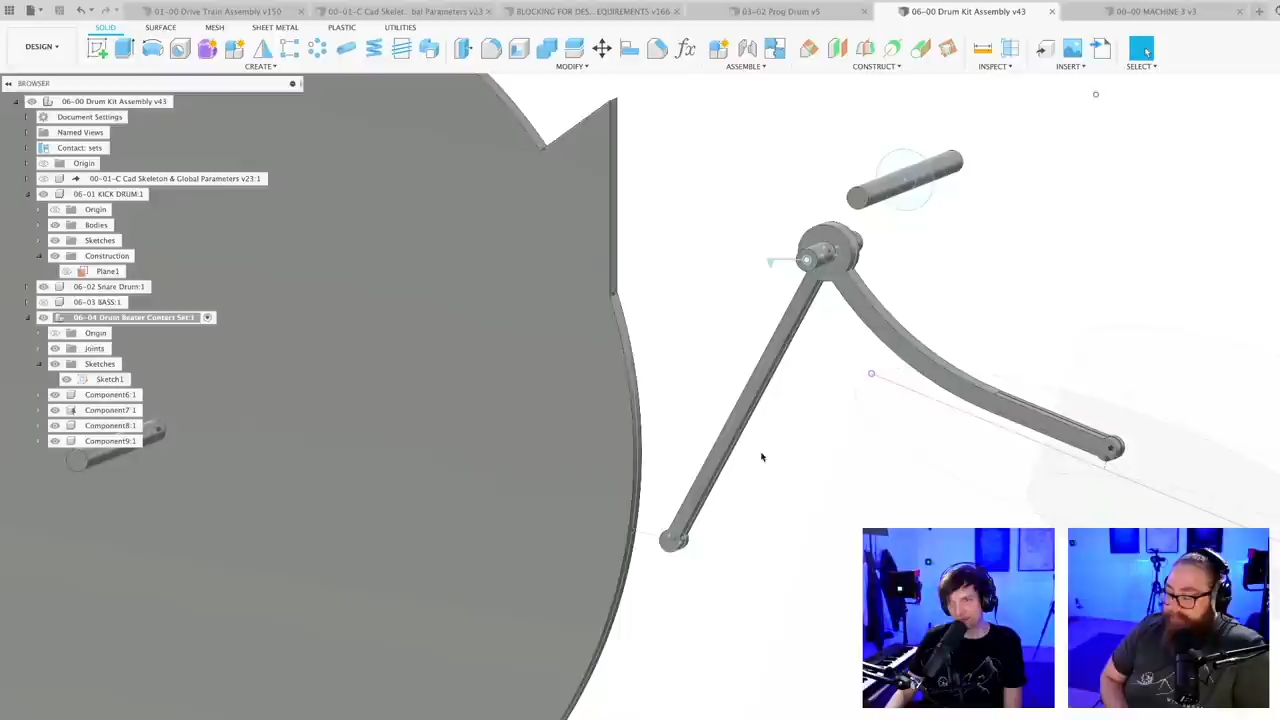 01-00 Drive Train Assembly v150
00-01-C Cad Skelet... bal Parameters v23
BLOCKING FOR DES...EQUIREMENTS v166
03-02 Prog Drum v5
06-00 Drum Kit Assembly v43
00-00 MACHINE 3 v3
SOLID
SURFACE
SHEET METAL
PLASTIC
UTILITIES
DESIGN
CREATE
MODIFY
ASSEMBLE
CONSTRUCT
INSPECT
INSERT
SELECT
BROWSER
06-00 Drum Kit Assembly v43
Document Settings
Named Views
Contact: sets
Origin
00-01-C Cad Skeleton & Global Parameters v23:1
06-01 KICK DRUM:1
Origin
Bodies
Sketches
Construction
Plane1
06-02 Snare Drum:1
06-03 BASS:1
06-04 Drum Beater Contact Set:1
Origin
Joints
Sketches
Sketch1
Component6:1
Component7:1
Component8:1
Component9:1